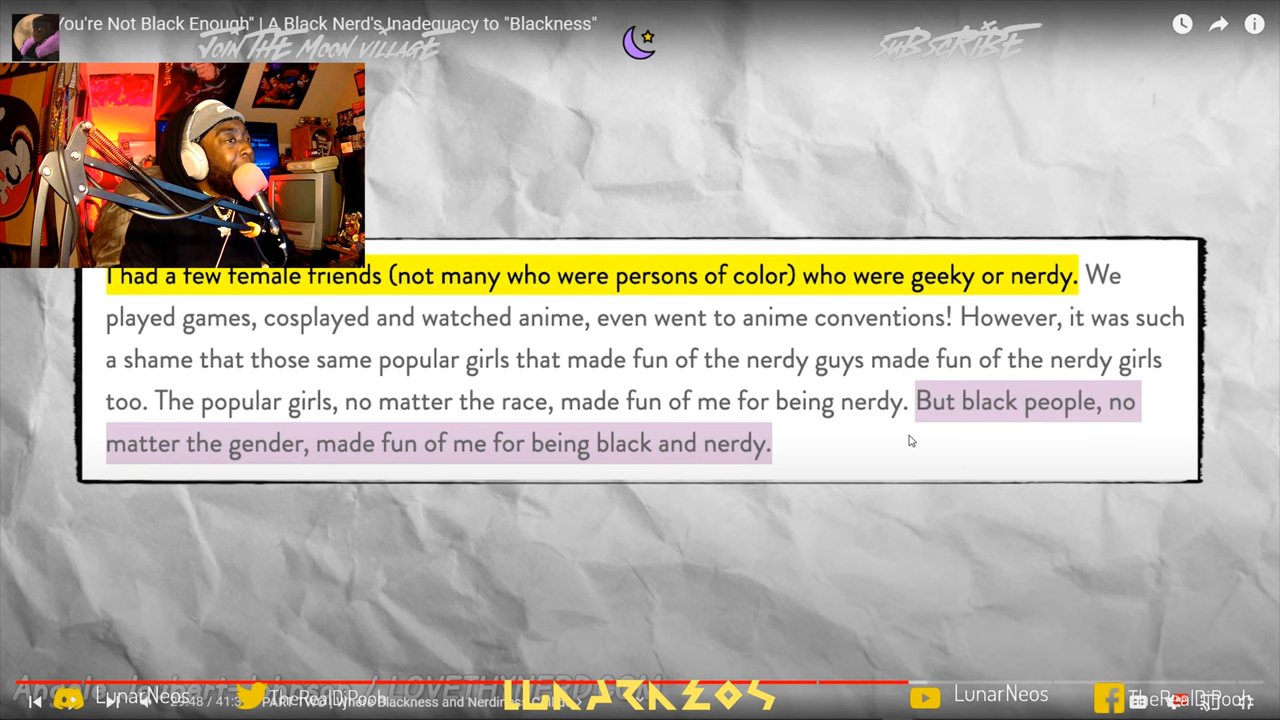 You're Not Black Enough" | A Black Nerd's Inadequacy to "Blackness"
JOIN THE MOON VILLAGE
SUBSCRIBE
I had a few female friends (not many who were persons of color) who were geeky or nerdy. We
played games, cosplayed and watched anime, even went to anime conventions! However, it was such
a shame that those same popular girls that made fun of the nerdy guys made fun of the nerdy girls
too. The popular girls, no matter the race, made fun of me for being nerdy. But black people, no
matter the gender, made fun of me for being black and nerdy.
LunarNeos
TheRealDjPooh
LUNARNEOS
LunarNeos
TheRealDjPooh